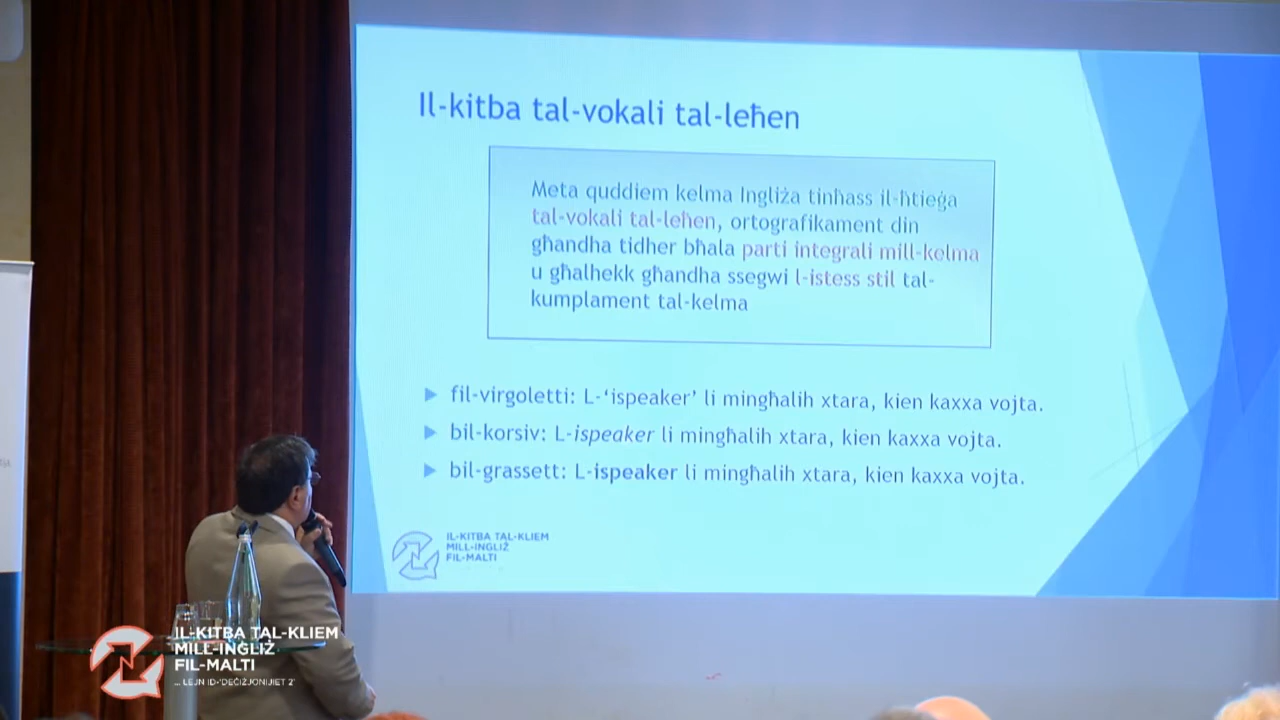 Il-kitba tal-vokali tal-leħen
Meta quddiem kelma Ingliża tinħass il-ħtieġa
tal-vokali tal-leħen, ortografikament din
għandha tidher bħala parti integrali mill-kelma
u għalhekk għandha ssegwi l-istess stil tal-
kumplament tal-kelma
fil-virgoletti: L-‘ispeaker’ li mingħalih xtara, kien kaxxa vojta.
bil-korsiv: L-ispeaker li mingħalih xtara, kien kaxxa vojta.
bil-grassett: L-ispeaker li mingħalih xtara, kien kaxxa vojta.
IL-KITBA TAL-KLIEM
MILL-INGLIŻ
FIL-MALTI
IL-KITBA TAL-KLIEM
MILL-INGLIŻ
FIL-MALTI
... LEJN ID-‘DEĊIŻJONIJIET 2’